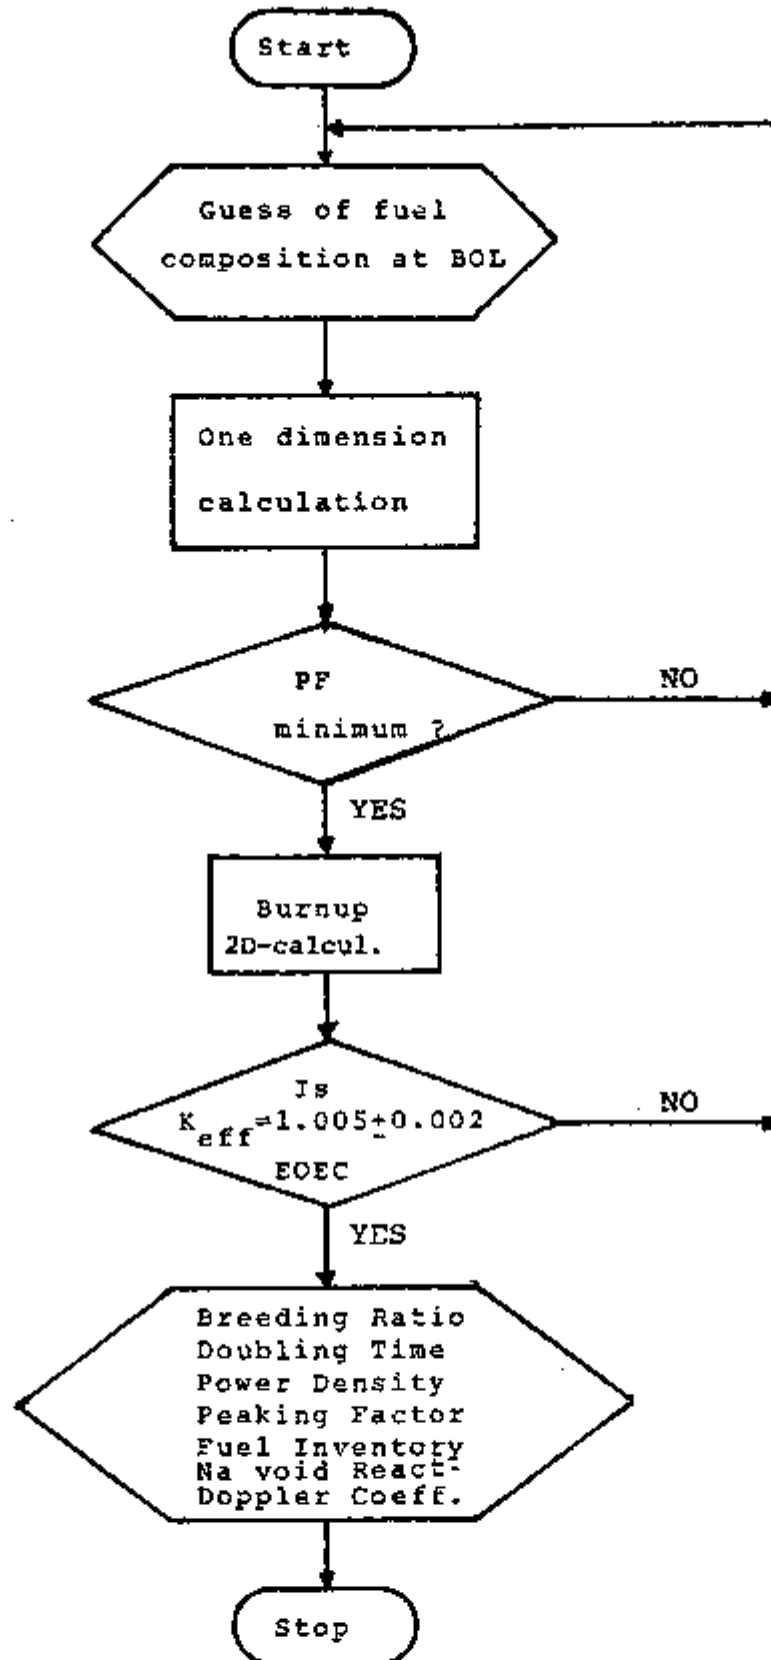 Start
Guess of fuel
composition at BOL
One dimension
calculation
PF
NO
minimum ?
YES
Burnup
2D-calcul.
Is
NO
Keff=1.005±0.002
EOEC
YES
Breeding Ratio
Doubling Time
Power Density
Peaking Factor
Fuel Inventory
Na void React-
Doppler Coeff.
Stop